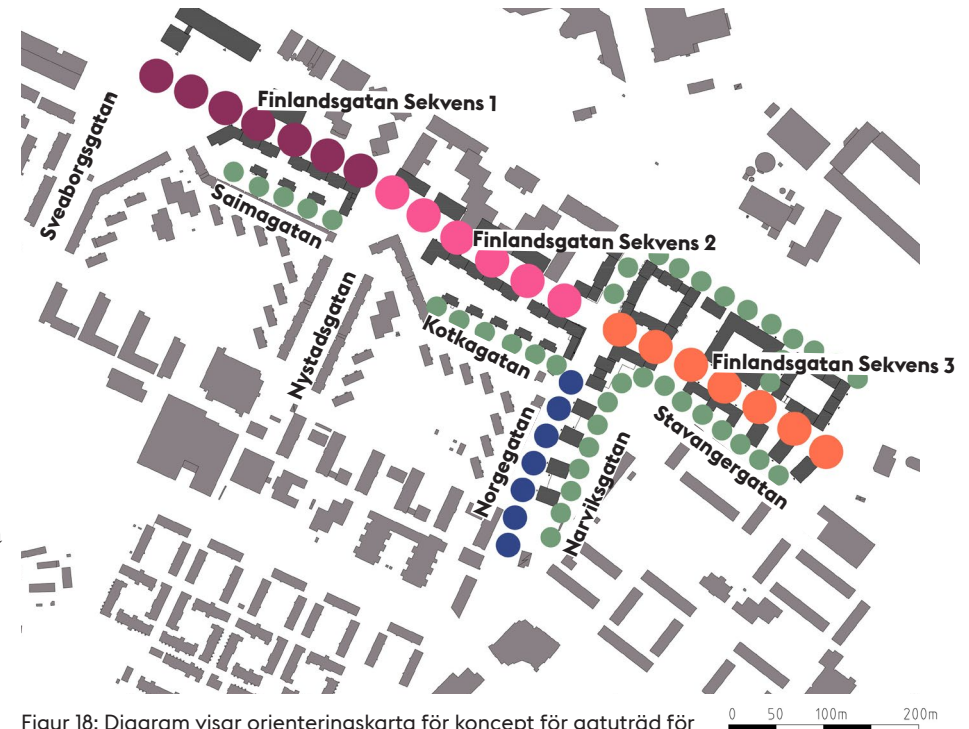 Finlandsgatan Sekvens 1
Sveaborgsgatan
Saimagatan
Finlandsgatan Sekvens 2
Nystadsgatan
Kotkagatan
Finlandsgatan Sekvens 3
Norgegatan
Narviksgatan
Stavangergatan
Figur 18: Diagram visar orienteringskarta för koncept för gatuträd för
0 50 100m 200m